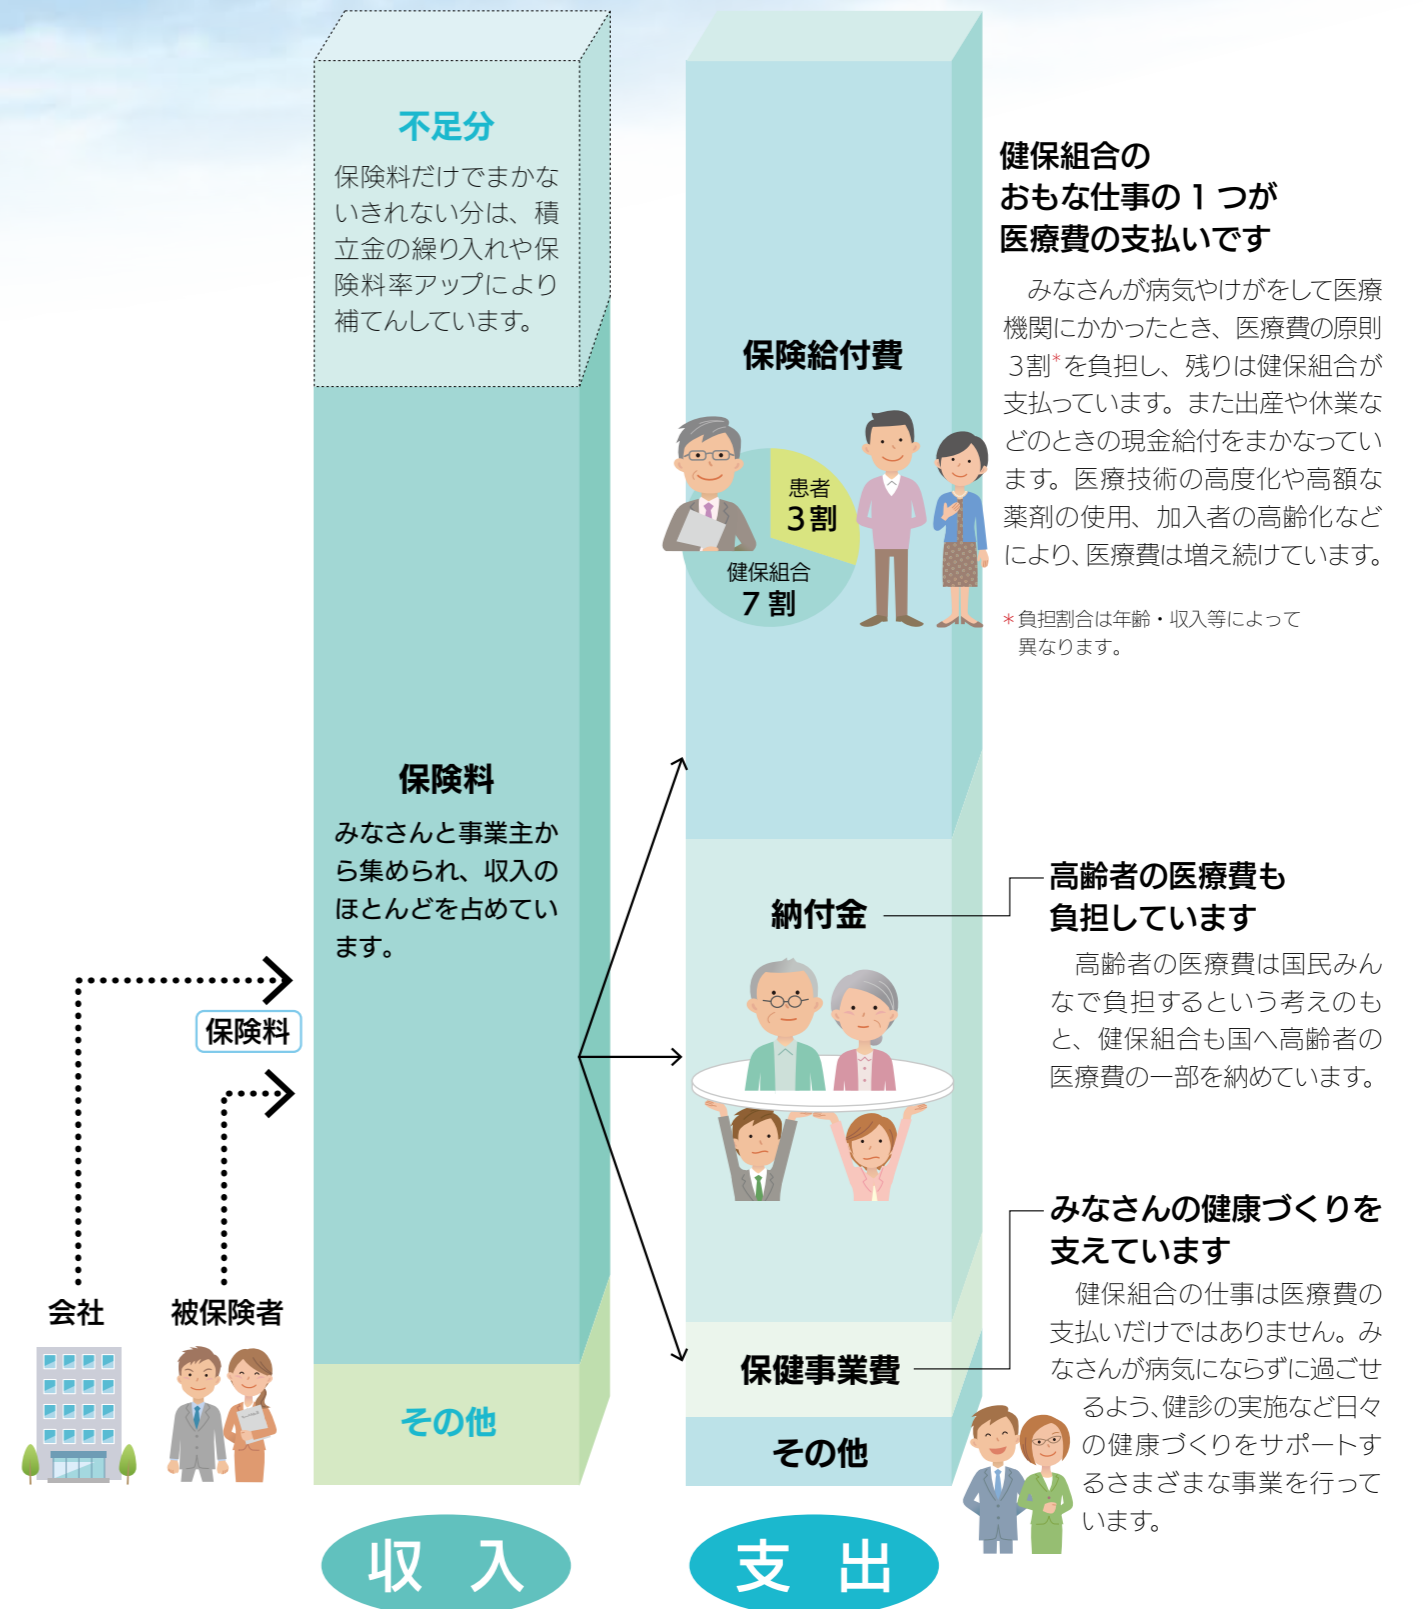 不足分
保険料だけでまかな
いきれない分は、積
立金の繰り入れや保
険料率アップにより
補てんしています。
保険料
みなさんと事業主か
ら集められ、収入の
ほとんどを占めてい
ます。
保険料
会社
被保険者
その他
収入
保険給付費
患者
3割
健保組合
7割
納付金
保健事業費
その他
支出
健保組合の
おもな仕事の1つが
医療費の支払いです
みなさんが病気やけがをして医療
機関にかかったとき、医療費の原則
3割*を負担し、残りは健保組合が
支払っています。また出産や休業な
どのときの現金給付をまかなってい
ます。医療技術の高度化や高額な
薬剤の使用、加入者の高齢化など
により、医療費は増え続けています。
*負担割合は年齢・収入等によって
異なります。
高齢者の医療費も
負担しています
高齢者の医療費は国民みん
なで負担するという考えのも
と、健保組合も国へ高齢者の
医療費の一部を納めています。
みなさんの健康づくりを
支えています
健保組合の仕事は医療費の
支払いだけではありません。み
なさんが病気にならずに過ごせ
るよう、健診の実施など日々
の健康づくりをサポートす
るさまざまな事業を行って
います。